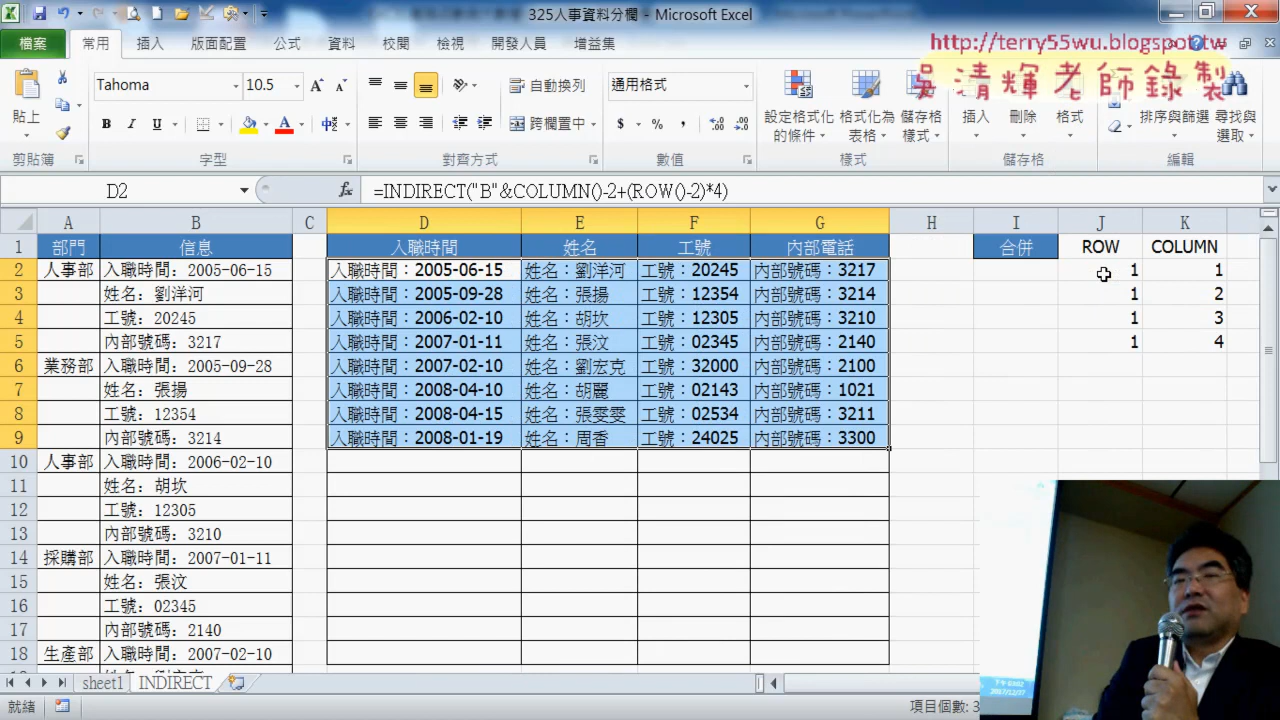 325人事資料分欄 - Microsoft Excel
檔案 常用 插入 版面配置 公式 資料 校閱 檢視 開發人員 增益集
http://terry55wu.blogspot.tw
吳清輝老師錄製
Tahoma 10.5 自動換列 通用格式
貼上 B I U 跨欄置中 $ % , 設定格式化的條件 格式化為表格 儲存格樣式 插入 刪除 格式 排序與篩選 尋找與選取
剪貼簿 字型 對齊方式 數值 樣式 儲存格 編輯
D2 fx =INDIRECT("B"&COLUMN()-2+(ROW()-2)*4)
A B C D E F G H I J K
1 部門 信息 入職時間 姓名 工號 內部電話 合併 ROW COLUMN
2 人事部 入職時間：2005-06-15 入職時間：2005-06-15 姓名：劉洋河 工號：20245 內部號碼：3217 1 1
3 姓名：劉洋河 入職時間：2005-09-28 姓名：張揚 工號：12354 內部號碼：3214 1 2
4 工號：20245 入職時間：2006-02-10 姓名：胡坎 工號：12305 內部號碼：3210 1 3
5 內部號碼：3217 入職時間：2007-01-11 姓名：張汶 工號：02345 內部號碼：2140 1 4
6 業務部 入職時間：2005-09-28 入職時間：2007-02-10 姓名：劉宏克 工號：32000 內部號碼：2100
7 姓名：張揚 入職時間：2008-04-10 姓名：胡麗 工號：02143 內部號碼：1021
8 工號：12354 入職時間：2008-04-15 姓名：張雯雯 工號：02534 內部號碼：3211
9 內部號碼：3214 入職時間：2008-01-19 姓名：周香 工號：24025 內部號碼：3300
10 人事部 入職時間：2006-02-10
11 姓名：胡坎
12 工號：12305
13 內部號碼：3210
14 採購部 入職時間：2007-01-11
15 姓名：張汶
16 工號：02345
17 內部號碼：2140
18 生產部 入職時間：2007-02-10
sheet1 INDIRECT
就緒 項目個數: 3
2017/12/27